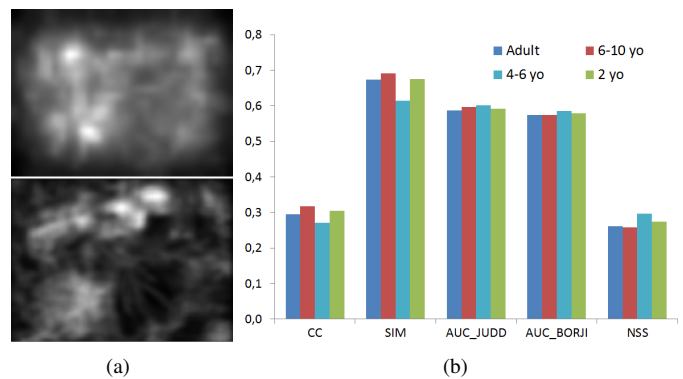 0,8
0,7
0,6
0,5
0,4
0,3
0,2
0,1
0,0
Adult 6-10 yo
4-6 yo 2 yo
CC SIM AUC_JUDD AUC_BORJI NSS
(a) (b)